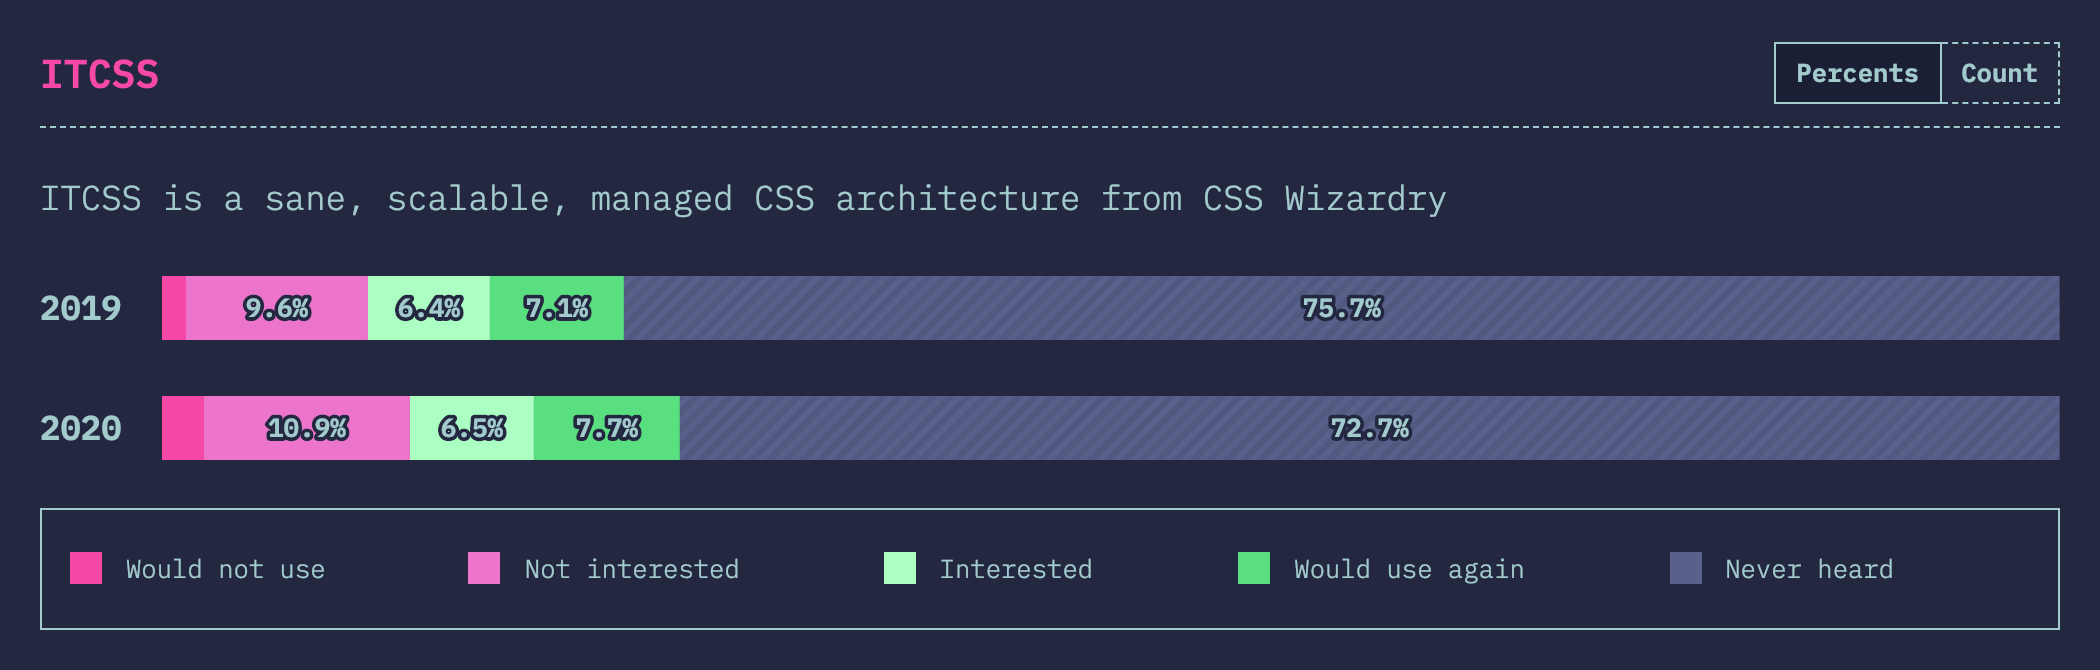 ITCSS
Percents Count
ITCSS is a sane, scalable, managed CSS architecture from CSS Wizardry
2019 9.6% 6.4% 7.1% 75.7%
2020 10.9% 6.5% 7.7% 72.7%
Would not use Not interested Interested Would use again Never heard